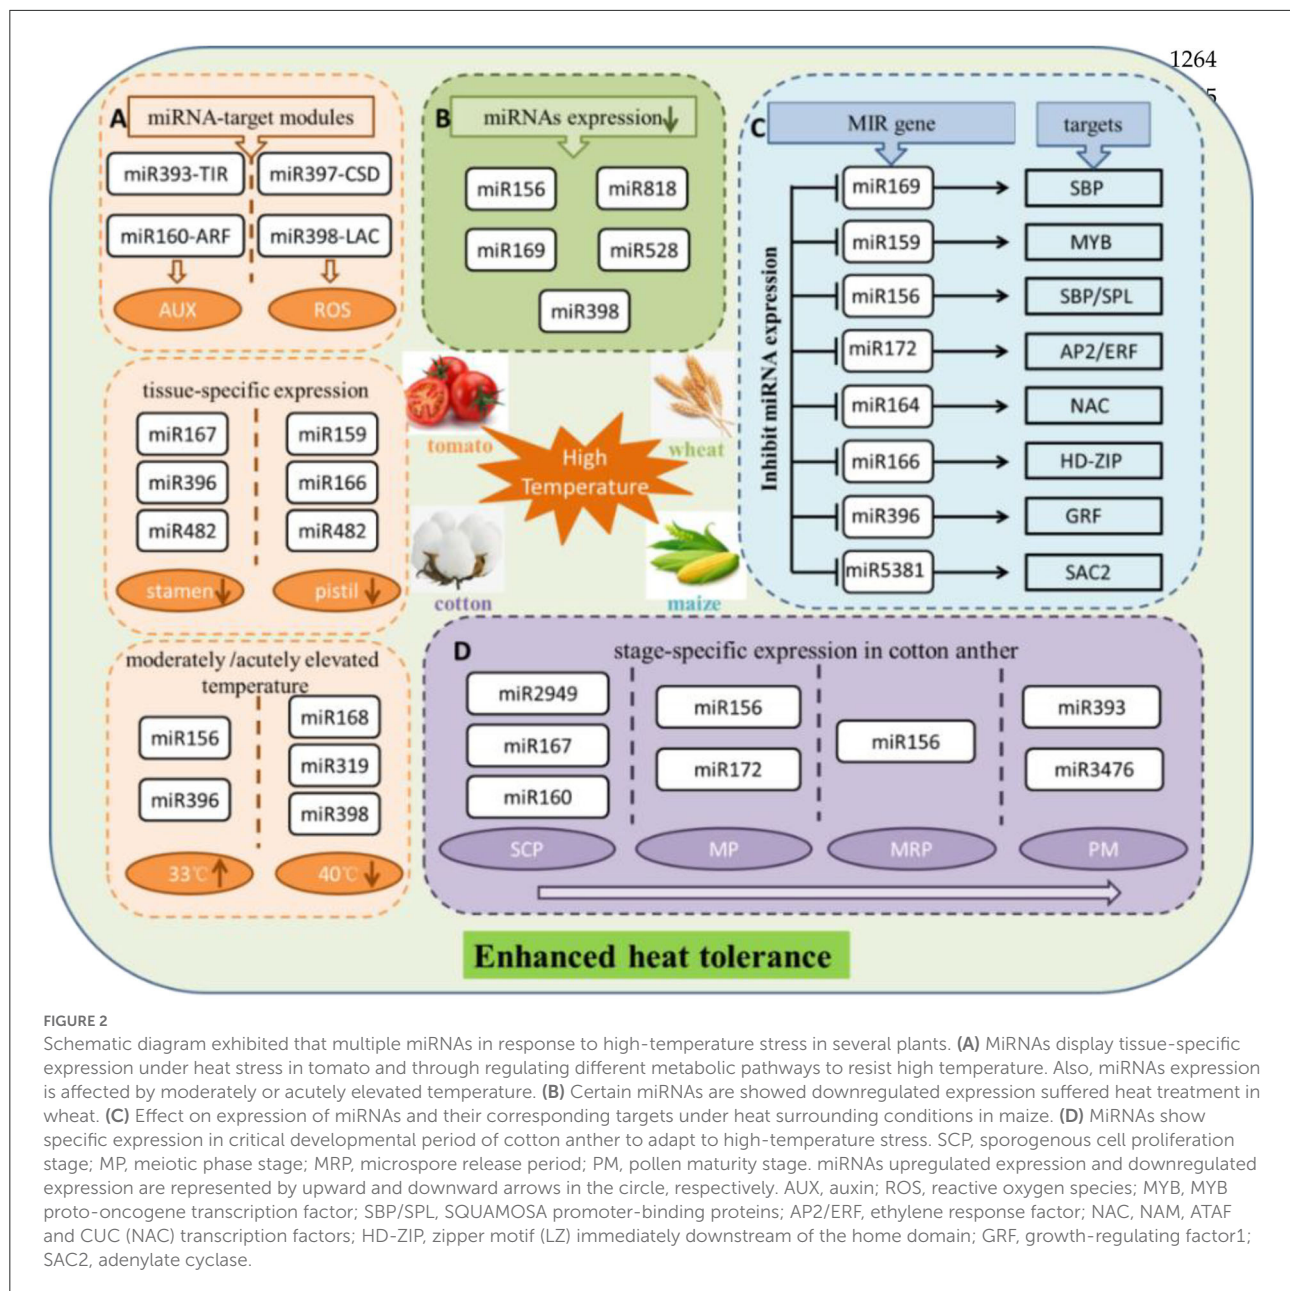 1264
5
A
miRNA-target modules
miR393-TIR
miR397-CSD
miR160-ARF
miR398-LAC
AUX
ROS
tissue-specific expression
miR167
miR159
miR396
miR166
miR482
miR482
stamen
pistil
moderately /acutely elevated
temperature
miR156
miR168
miR319
miR396
miR398
33℃
40℃
B
miRNAs expression
miR156
miR818
miR169
miR528
miR398
tomato
wheat
High
Temperature
cotton
maize
C
MIR gene
targets
Inhibit miRNA expression
miR169
SBP
miR159
MYB
miR156
SBP/SPL
miR172
AP2/ERF
miR164
NAC
miR166
HD-ZIP
miR396
GRF
miR5381
SAC2
D
stage-specific expression in cotton anther
miR2949
miR167
miR160
miR156
miR172
miR156
miR393
miR3476
SCP
MP
MRP
PM
Enhanced heat tolerance
FIGURE 2
Schematic diagram exhibited that multiple miRNAs in response to high-temperature stress in several plants. (A) MiRNAs display tissue-specific
expression under heat stress in tomato and through regulating different metabolic pathways to resist high temperature. Also, miRNAs expression
is affected by moderately or acutely elevated temperature. (B) Certain miRNAs are showed downregulated expression suffered heat treatment in
wheat. (C) Effect on expression of miRNAs and their corresponding targets under heat surrounding conditions in maize. (D) MiRNAs show
specific expression in critical developmental period of cotton anther to adapt to high-temperature stress. SCP, sporogenous cell proliferation
stage; MP, meiotic phase stage; MRP, microspore release period; PM, pollen maturity stage. miRNAs upregulated expression and downregulated
expression are represented by upward and downward arrows in the circle, respectively. AUX, auxin; ROS, reactive oxygen species; MYB, MYB
proto-oncogene transcription factor; SBP/SPL, SQUAMOSA promoter-binding proteins; AP2/ERF, ethylene response factor; NAC, NAM, ATAF
and CUC (NAC) transcription factors; HD-ZIP, zipper motif (LZ) immediately downstream of the home domain; GRF, growth-regulating factor1;
SAC2, adenylate cyclase.